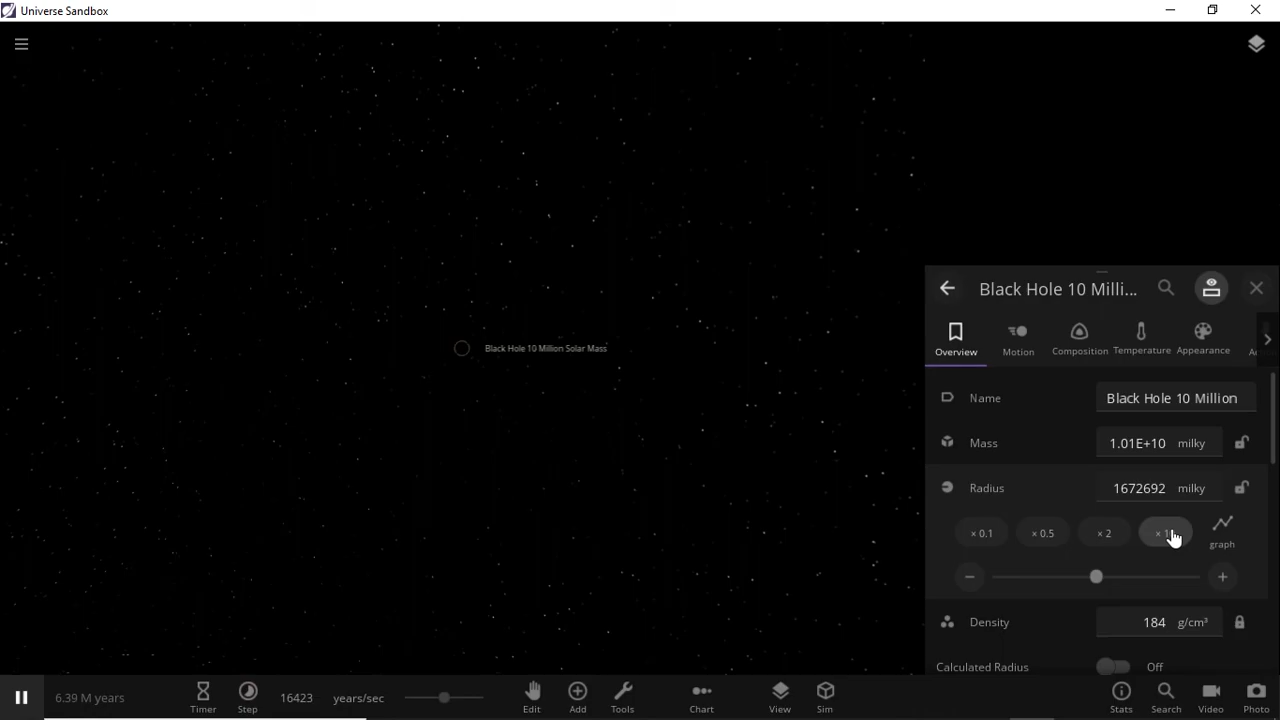 Universe Sandbox
Black Hole 10 Milli...
Overview
Motion
Composition
Temperature
Appearance
Name
Black Hole 10 Million
Mass
1.01E+10 milky
Black Hole 10 Million Solar Mass
Radius
1672692 milky
× 0.1
× 0.5
× 2
×
graph
Density
184 g/cm³
Calculated Radius
Off
6.39 M years
Timer
Step
16423 years/sec
Edit
Add
Tools
Chart
View
Sim
Stats
Search
Video
Photo